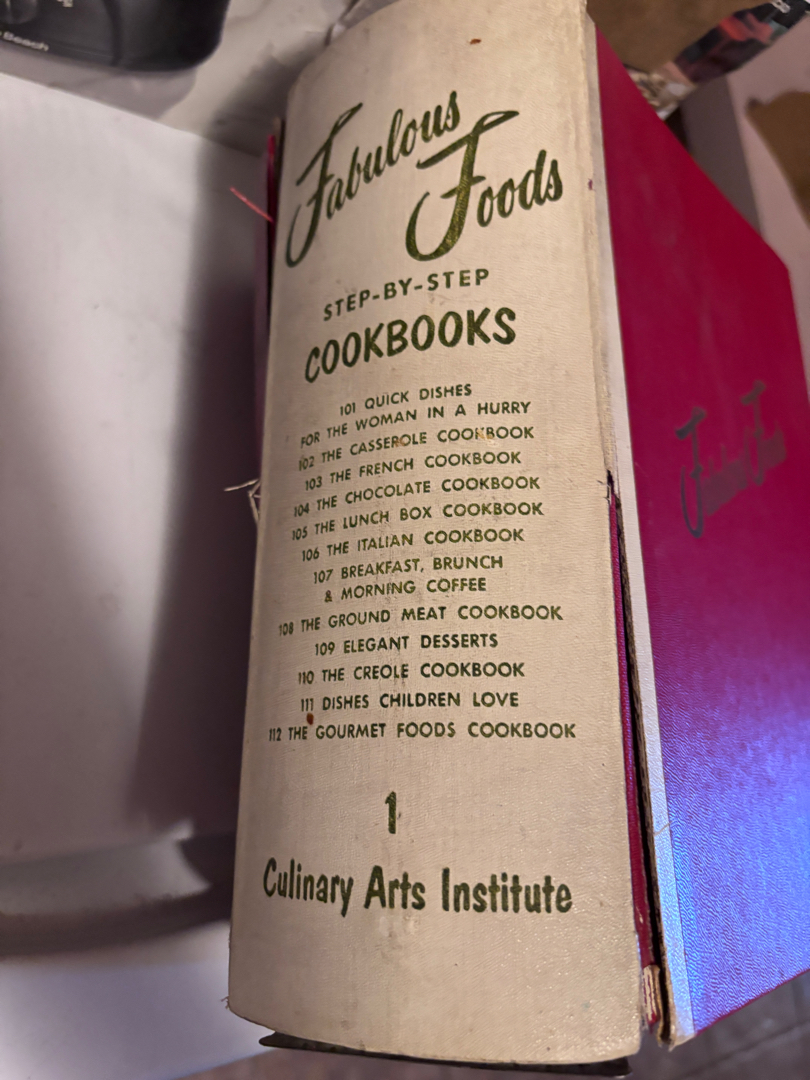 Beach
Fabulous
Foods
STEP-BY-STEP
COOKBOOKS
101 QUICK DISHES
FOR THE WOMAN IN A HURRY
102 THE CASSEROLE COOKBOOK
103 THE FRENCH COOKBOOK
104 THE CHOCOLATE COOKBOOK
105 THE LUNCH BOX COOKBOOK
106 THE ITALIAN COOKBOOK
107 BREAKFAST, BRUNCH
& MORNING COFFEE
108 THE GROUND MEAT COOKBOOK
109 ELEGANT DESSERTS
110 THE CREOLE COOKBOOK
111 DISHES CHILDREN LOVE
112 THE GOURMET FOODS COOKBOOK
1
Culinary Arts Institute
Fabulous Foods